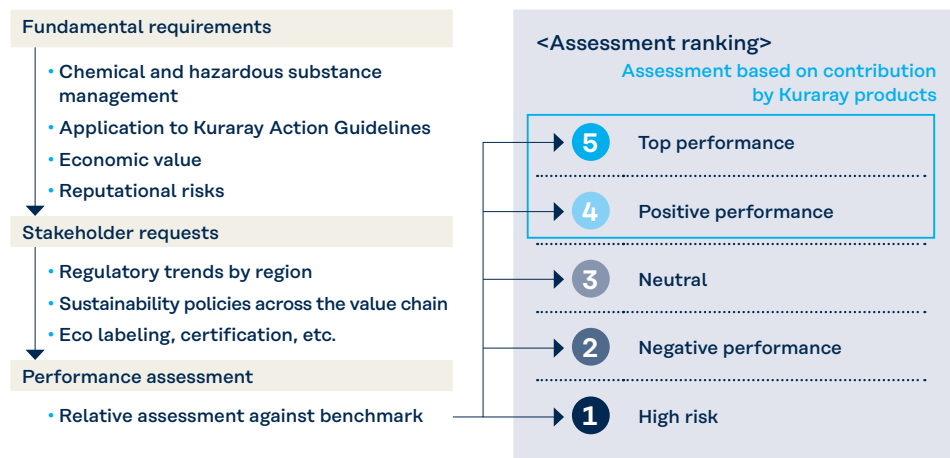 Fundamental requirements
• Chemical and hazardous substance
management
• Application to Kuraray Action Guidelines
• Economic value
• Reputational risks
Stakeholder requests
• Regulatory trends by region
• Sustainability policies across the value chain
• Eco labeling, certification, etc.
Performance assessment
• Relative assessment against benchmark
<Assessment ranking>
Assessment based on contribution
by Kuraray products
5 Top performance
4 Positive performance
3 Neutral
2 Negative performance
1 High risk